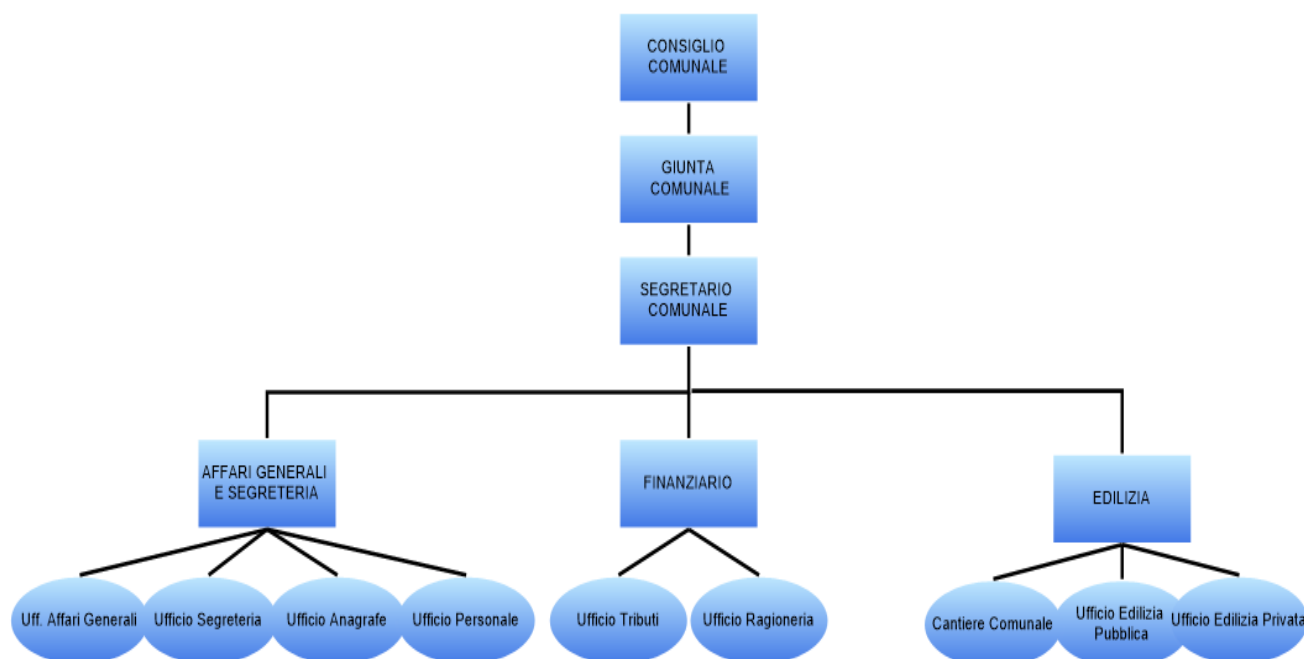 CONSIGLIO
COMUNALE
GIUNTA
COMUNALE
SEGRETARIO
COMUNALE
AFFARI GENERALI
E SEGRETERIA
FINANZIARIO
EDILIZIA
Uff. Affari Generali
Ufficio Segreteria
Ufficio Anagrafe
Ufficio Personale
Ufficio Tributi
Ufficio Ragioneria
Cantiere Comunale
Ufficio Edilizia
Pubblica
Ufficio Edilizia Privata